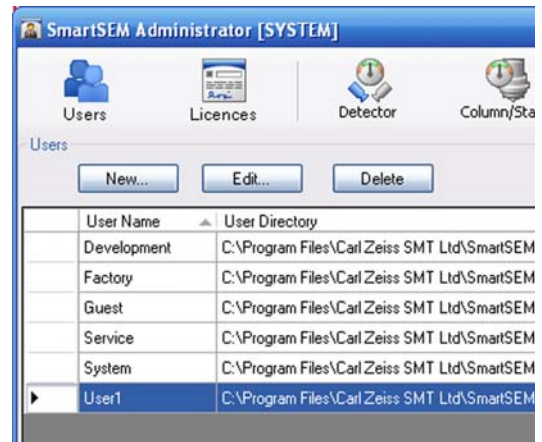 SmartSEM Administrator [SYSTEM]
Users Licences Detector Column/Sta
Users
New... Edit... Delete
User Name User Directory
Development C:\Program Files\Carl Zeiss SMT Ltd\SmartSEM
Factory C:\Program Files\Carl Zeiss SMT Ltd\SmartSEM
Guest C:\Program Files\Carl Zeiss SMT Ltd\SmartSEM
Service C:\Program Files\Carl Zeiss SMT Ltd\SmartSEM
System C:\Program Files\Carl Zeiss SMT Ltd\SmartSEM
User1 C:\Program Files\Carl Zeiss SMT Ltd\SmartSEM